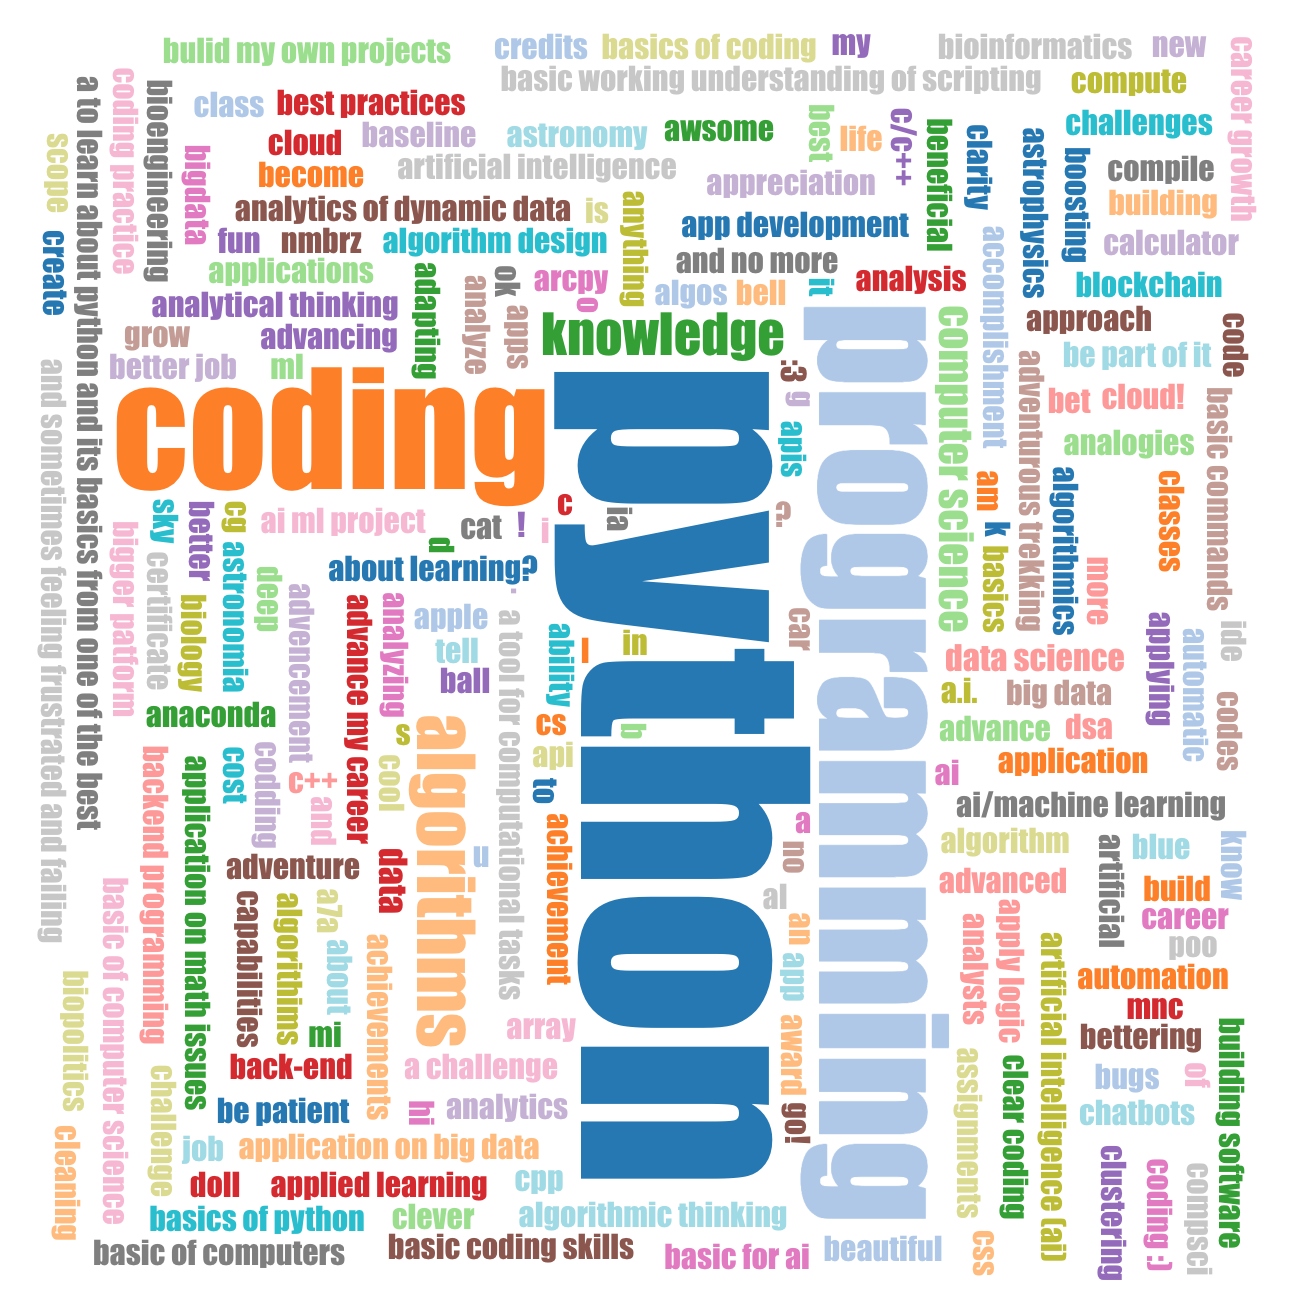 bulid my own projects
credits
basics of coding
my
bioinformatics
new
career growth
basic working understanding of scripting
compute
a to learn about python and its basics from one of the best
coding practice
bioengineering
class
best practices
cloud
baseline
astronomy
awsome
best
life
c/c++
beneficial
clarity
astrophysics
boosting
challenges
compile
building
calculator
blockchain
scope
create
bigdata
become
artificial intelligence
appreciation
analytics of dynamic data
is
anything
app development
fun
nmbrz
algorithm design
and no more
accomplishment
applications
adapting
analyze
ok
apps
arcpy
o
algos
bell
it
analysis
analytical thinking
grow
advancing
better job
ml
knowledge
programming
computer science
approach
code
be part of it
adventurous trekking
bet
cloud!
basic commands
analogies
and sometimes feeling frustrated and failing
coding
python
:3
g
apis
c
c.
ia
i
!
cat
d
ai ml project
cg
better
sky
bigger patform
certificate
biology
astronomia
deep
advencement
about learning?
.
am
k
basics
algorithmics
more
classes
advance my career
analyzing
apple
tell
ball
a tool for computational tasks
ability
l
in
car
data science
applying
automatic
ide
codes
anaconda
a.i.
big data
advance
dsa
application
s
algorithms
cs
b
api
to
cool
c++
and
codding
cost
application on math issues
backend programming
ai
ai/machine learning
adventure
data
u
achievement
a
no
al
an
app
algorithm
artificial
blue
know
advanced
build
career
poo
capabilities
algorithims
a7a
about
achievements
mi
basic of computer science
biopolitics
analysts
apply logic
artificial intelligence (ai)
automation
mnc
bettering
array
award
go!
back-end
a challenge
challenge
be patient
hi
analytics
assignments
clear coding
bugs
of
building software
chatbots
cleaning
job
application on big data
doll
applied learning
cpp
clustering
coding :)
compsci
basics of python
clever
algorithmic thinking
basic of computers
basic coding skills
basic for ai
beautiful
css